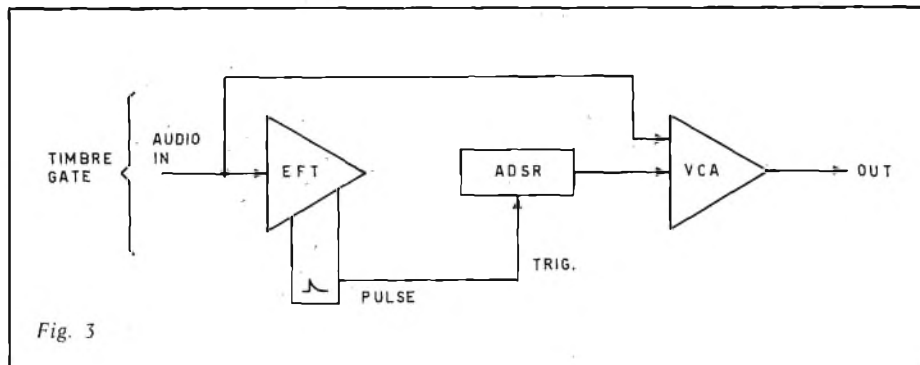 TIMBRE
GATE
AUDIO
IN
EFT
ADSR
VCA
OUT
PULSE
TRIG.
Fig. 3